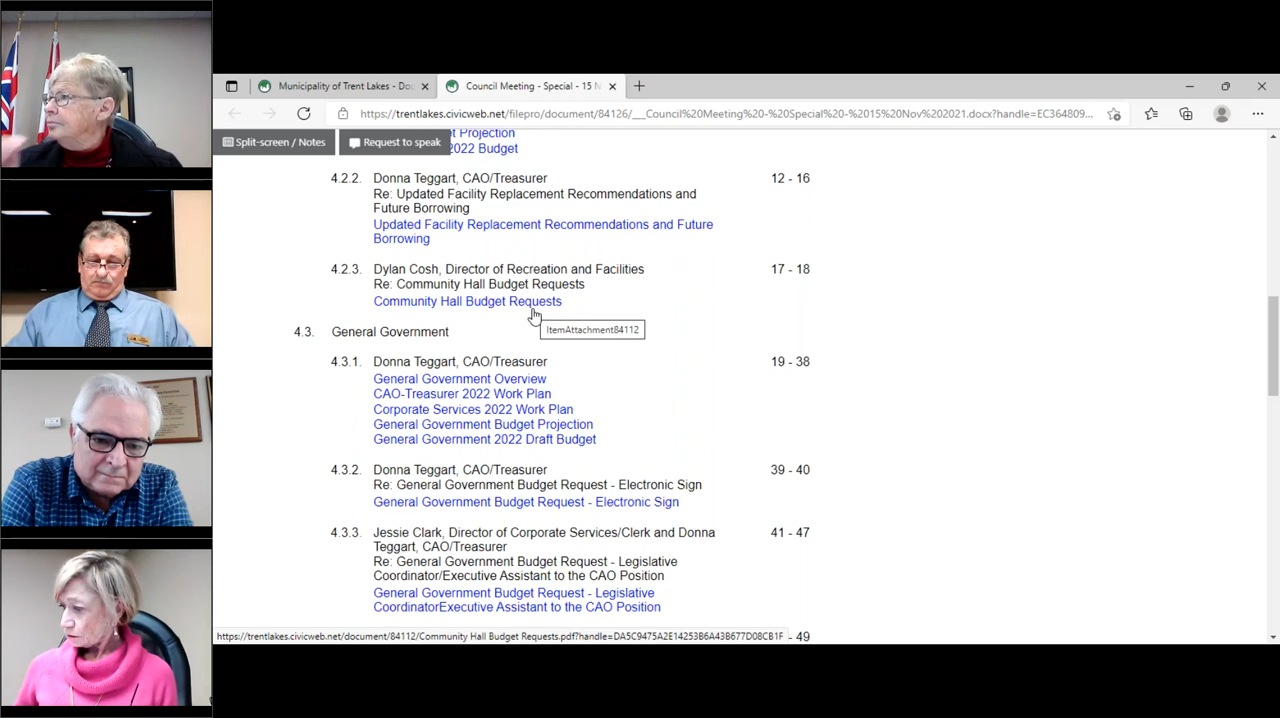 Municipality of Trent Lakes - Doc
Council Meeting - Special - 15 N
https://trentlakes.civicweb.net/filepro/document/84126/__Council%20Meeting%20-%20Special%20-%2015%20Nov%202021.docx?handle=EC364809...
Split-screen / Notes
Request to speak
et Projection
2022 Budget
4.2.2. Donna Teggart, CAO/Treasurer 12 - 16
Re: Updated Facility Replacement Recommendations and
Future Borrowing
Updated Facility Replacement Recommendations and Future
Borrowing
4.2.3. Dylan Cosh, Director of Recreation and Facilities 17 - 18
Re: Community Hall Budget Requests
Community Hall Budget Requests
ItemAttachment84112
4.3. General Government
4.3.1. Donna Teggart, CAO/Treasurer 19 - 38
General Government Overview
CAO-Treasurer 2022 Work Plan
Corporate Services 2022 Work Plan
General Government Budget Projection
General Government 2022 Draft Budget
4.3.2. Donna Teggart, CAO/Treasurer 39 - 40
Re: General Government Budget Request - Electronic Sign
General Government Budget Request - Electronic Sign
4.3.3. Jessie Clark, Director of Corporate Services/Clerk and Donna 41 - 47
Teggart, CAO/Treasurer
Re: General Government Budget Request - Legislative
Coordinator/Executive Assistant to the CAO Position
General Government Budget Request - Legislative
CoordinatorExecutive Assistant to the CAO Position
https://trentlakes.civicweb.net/document/84112/Community Hall Budget Requests.pdf?handle=DA5C9475A2E14253B6A43B677D08CB1F
- 49